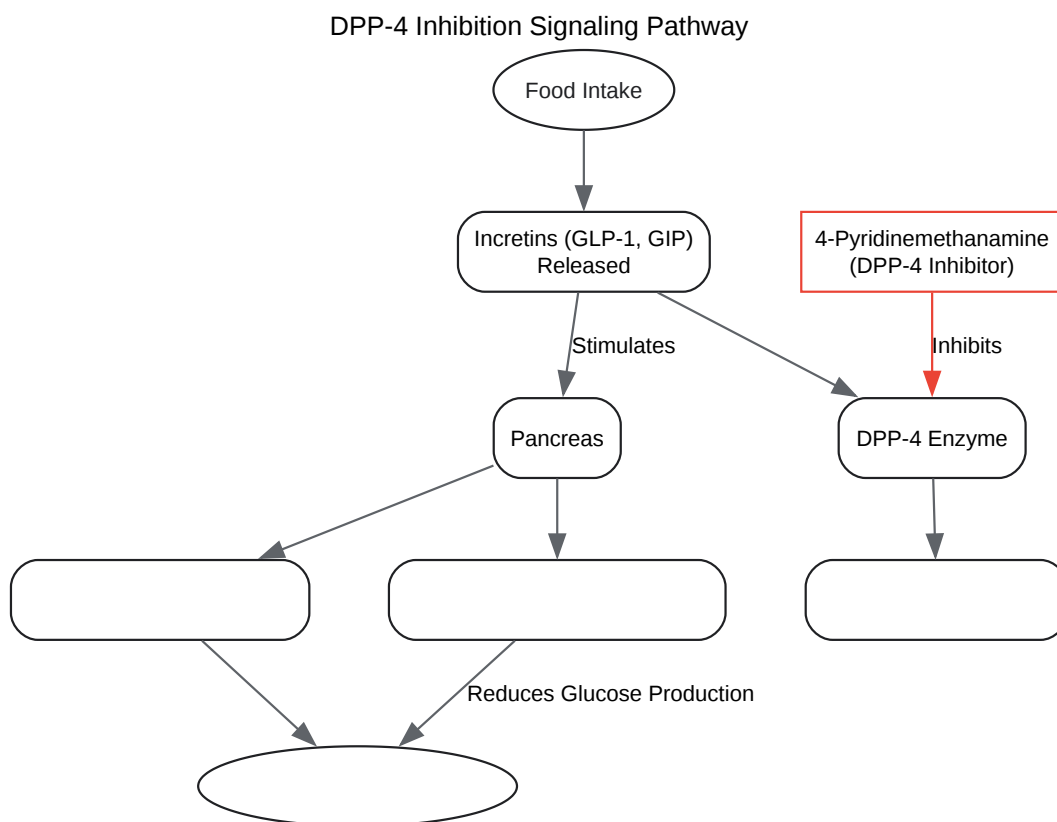 DPP-4 Inhibition Signaling Pathway
Food Intake
Incretins (GLP-1, GIP)
Released
4-Pyridinemethanamine
(DPP-4 Inhibitor)
Stimulates
Inhibits
Pancreas
DPP-4 Enzyme
Reduces Glucose Production